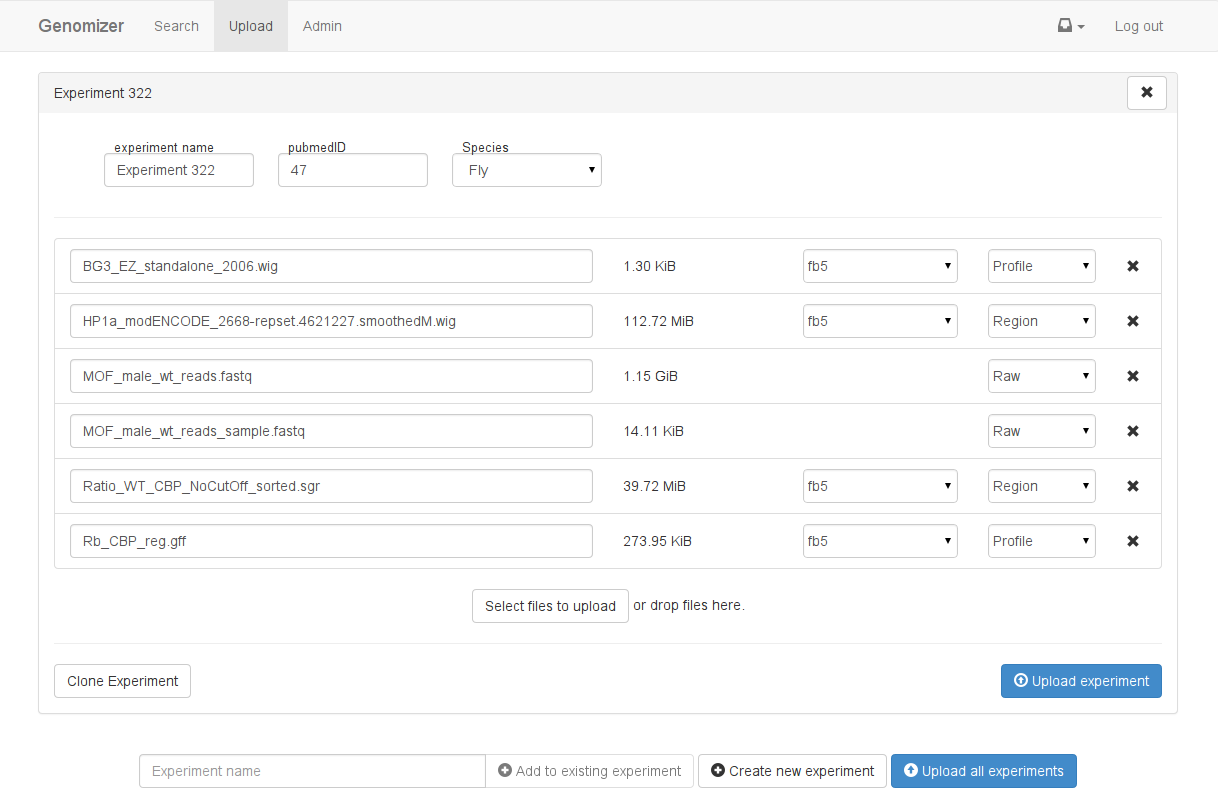 Genomizer Search Upload Admin Log out
Experiment 322
experiment name pubmedID Species
Experiment 322 47 Fly
BG3_EZ_standalone_2006.wig 1.30 KiB fb5 Profile
HP1a_modENCODE_2668-repset.4621227.smoothedM.wig 112.72 MiB fb5 Region
MOF_male_wt_reads.fastq 1.15 GiB Raw
MOF_male_wt_reads_sample.fastq 14.11 KiB Raw
Ratio_WT_CBP_NoCutOff_sorted.sgr 39.72 MiB fb5 Region
Rb_CBP_reg.gff 273.95 KiB fb5 Profile
Select files to upload or drop files here.
Clone Experiment Upload experiment
Experiment name Add to existing experiment Create new experiment Upload all experiments